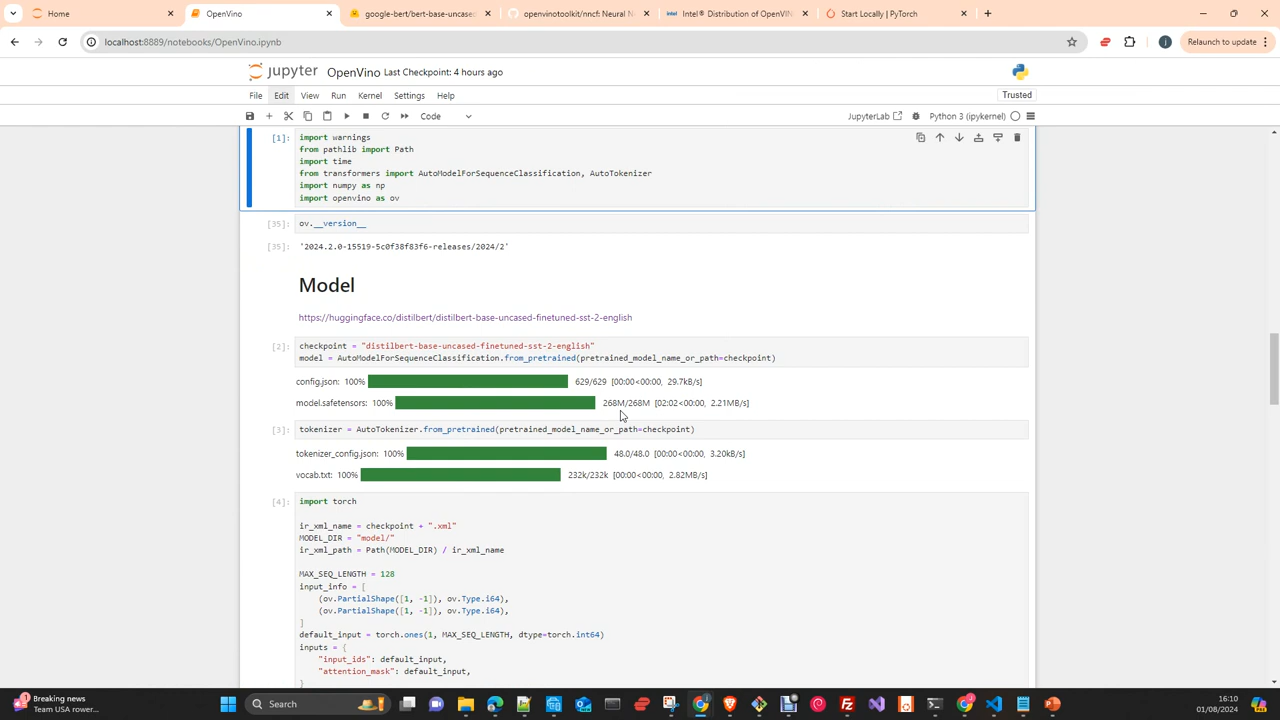 Home
OpenVino
google-bert/bert-base-uncased
openvinotoolkit/nncf: Neural N
Intel® Distribution of OpenVIN
Start Locally | PyTorch
localhost:8889/notebooks/OpenVino.ipynb
Relaunch to update
jupyter OpenVino Last Checkpoint: 4 hours ago
File Edit View Run Kernel Settings Help
Trusted
Code
JupyterLab
Python 3 (ipykernel)
[1]:
import warnings
from pathlib import Path
import time
from transformers import AutoModelForSequenceClassification, AutoTokenizer
import numpy as np
import openvino as ov
[35]: ov.__version__
[35]: '2024.2.0-15519-5c0f38f83f6-releases/2024/2'
Model
https://huggingface.co/distilbert/distilbert-base-uncased-finetuned-sst-2-english
[2]: checkpoint = "distilbert-base-uncased-finetuned-sst-2-english"
model = AutoModelForSequenceClassification.from_pretrained(pretrained_model_name_or_path=checkpoint)
config.json: 100% 629/629 [00:00<00:00, 29.7kB/s]
model.safetensors: 100% 268M/268M [02:02<00:00, 2.21MB/s]
[3]: tokenizer = AutoTokenizer.from_pretrained(pretrained_model_name_or_path=checkpoint)
tokenizer_config.json: 100% 48.0/48.0 [00:00<00:00, 3.20kB/s]
vocab.txt: 100% 232k/232k [00:00<00:00, 2.82MB/s]
[4]: import torch
ir_xml_name = checkpoint + ".xml"
MODEL_DIR = "model/"
ir_xml_path = Path(MODEL_DIR) / ir_xml_name
MAX_SEQ_LENGTH = 128
input_info = [
(ov.PartialShape([1, -1]), ov.Type.i64),
(ov.PartialShape([1, -1]), ov.Type.i64),
]
default_input = torch.ones(1, MAX_SEQ_LENGTH, dtype=torch.int64)
inputs = {
"input_ids": default_input,
"attention_mask": default_input,
}
Breaking news
Team USA rower...
Search
16:10
01/08/2024